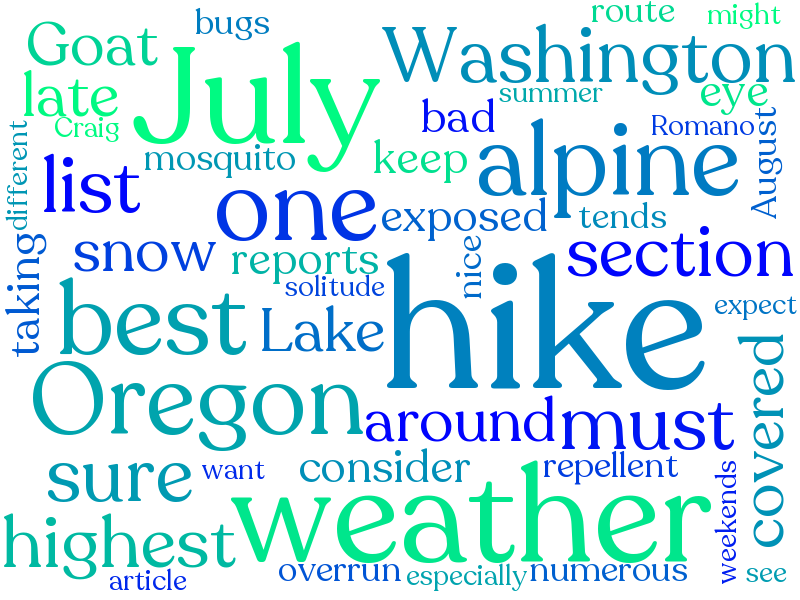 bugs
route
might
Goat
July
Washington
late
summer
eye
Craig
bad
Romano
different
mosquito
keep
alpine
August
list
one
exposed
tends
taking
snow
reports
nice
section
solitude
expect
best
Lake
hike
Oregon
around
must
covered
sure
want
consider
repellent
weekends
highest
weather
article
overrun
especially
numerous
see